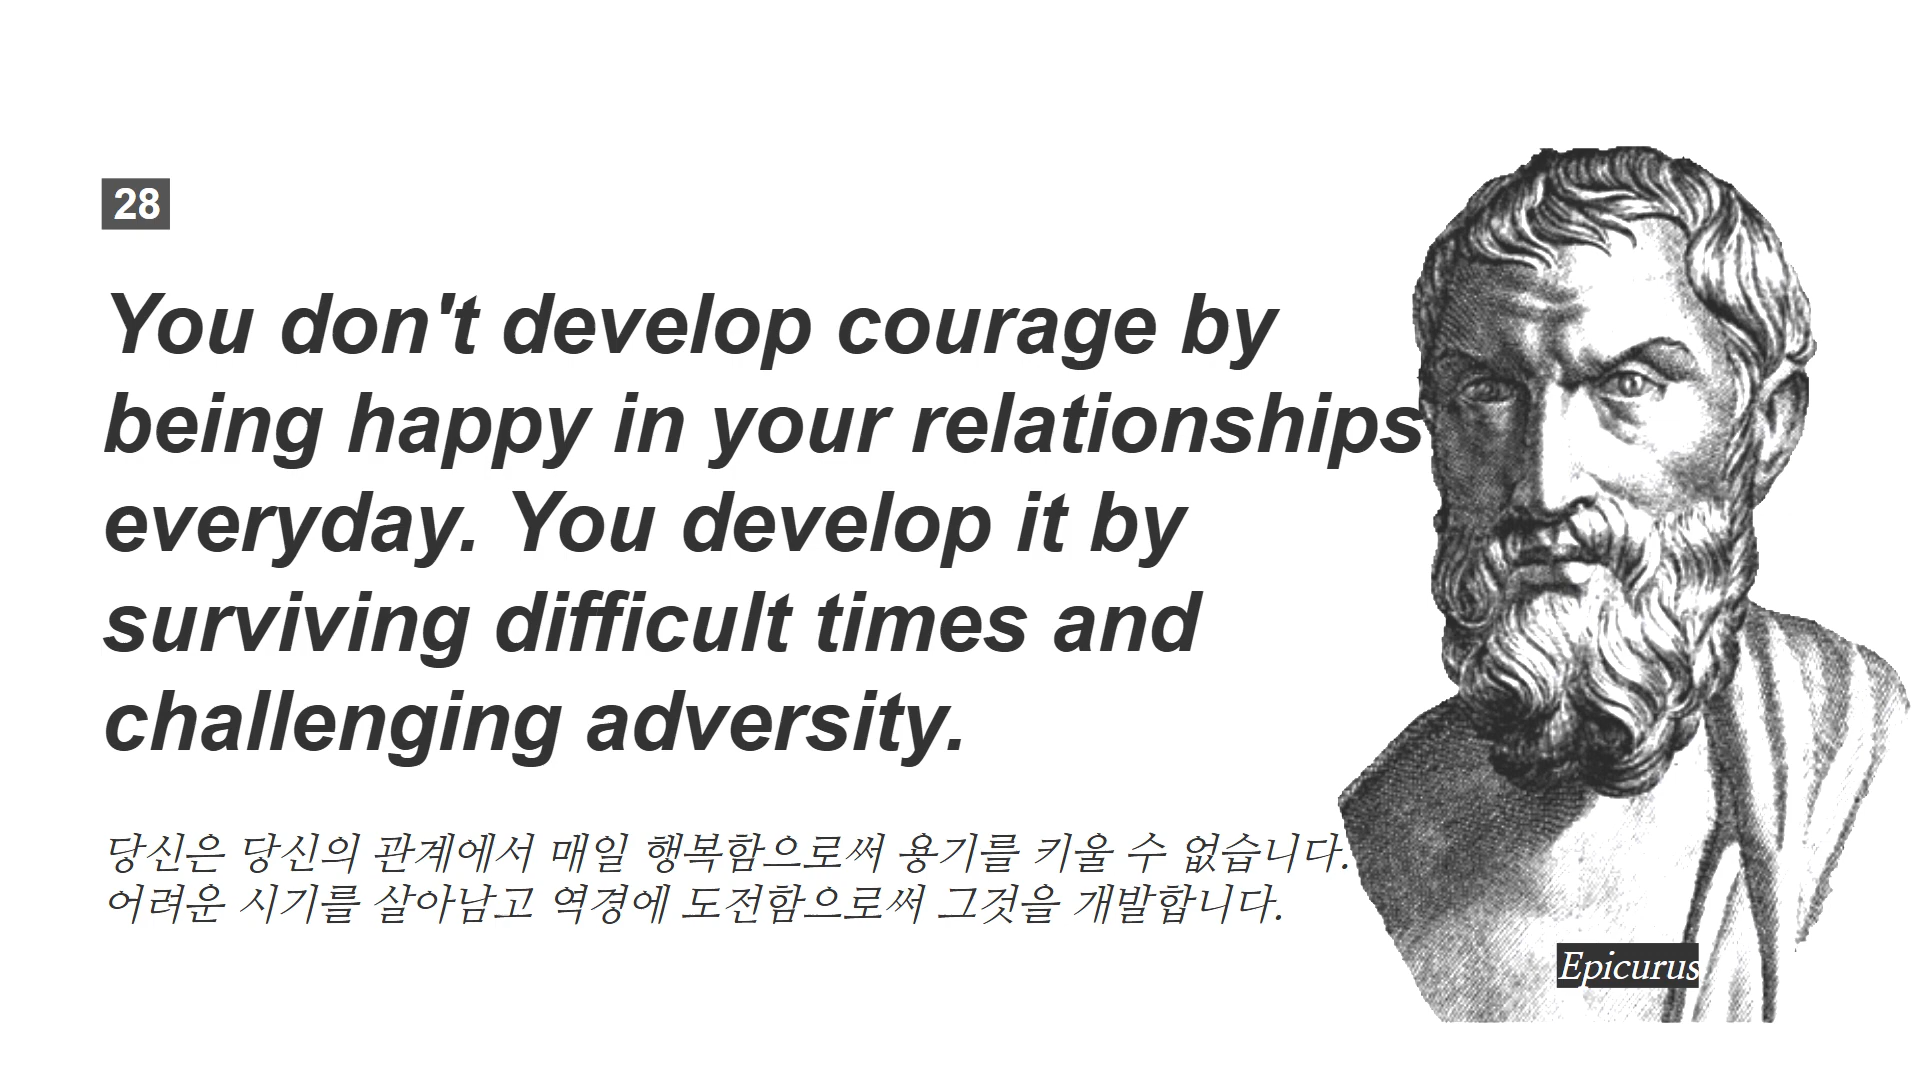 28
You don't develop courage by
being happy in your relationships
everyday. You develop it by
surviving difficult times and
challenging adversity.
당신은 당신의 관계에서 매일 행복함으로써 용기를 키울 수 없습니다.
어려운 시기를 살아남고 역경에 도전함으로써 그것을 개발합니다.
Epicurus